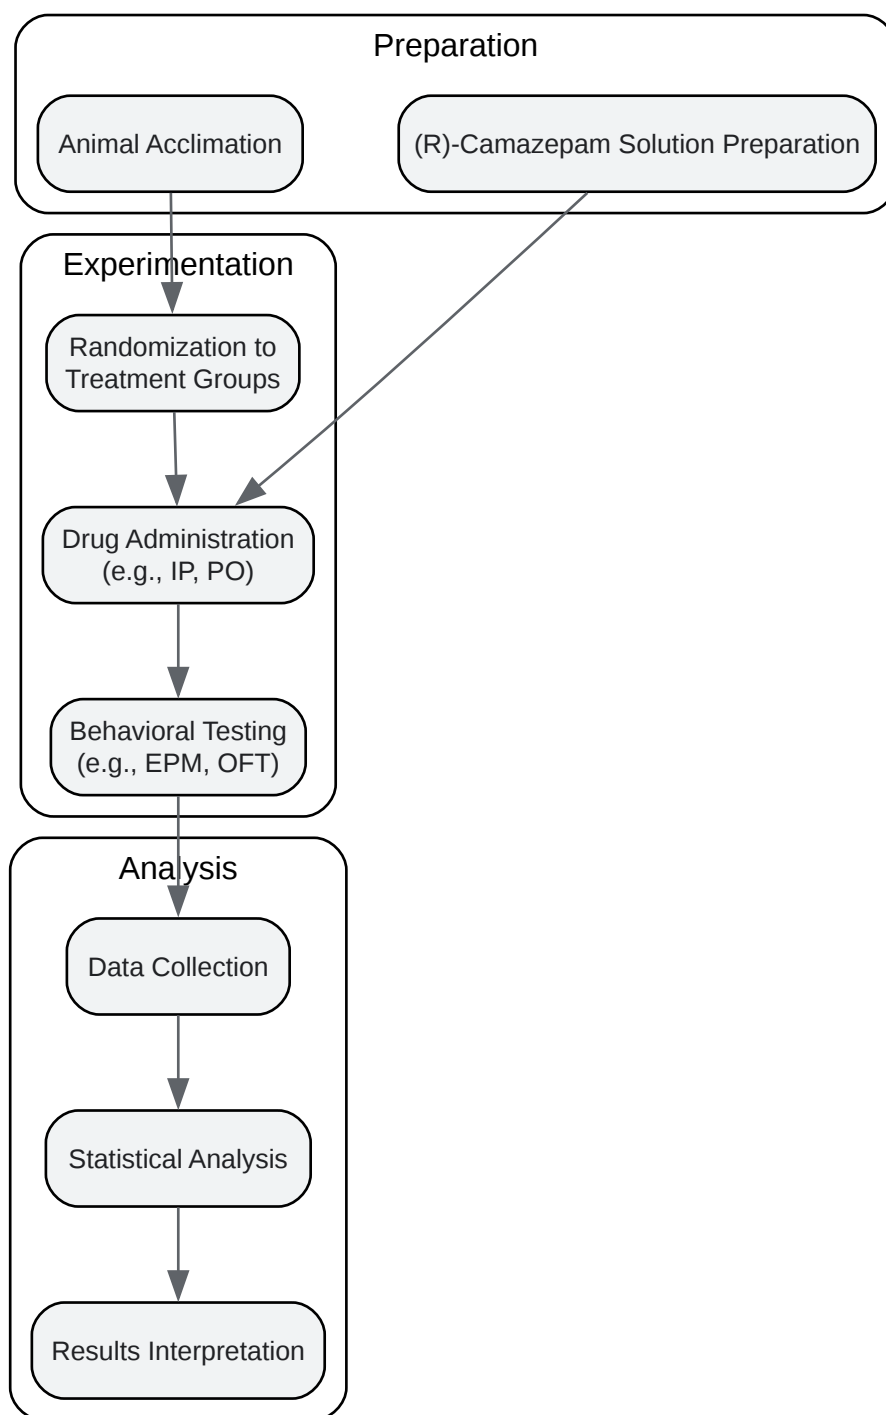 Preparation
Animal Acclimation
(R)-Camazepam Solution Preparation
Experimentation
Randomization to
Treatment Groups
Drug Administration
(e.g., IP, PO)
Behavioral Testing
(e.g., EPM, OFT)
Analysis
Data Collection
Statistical Analysis
Results Interpretation